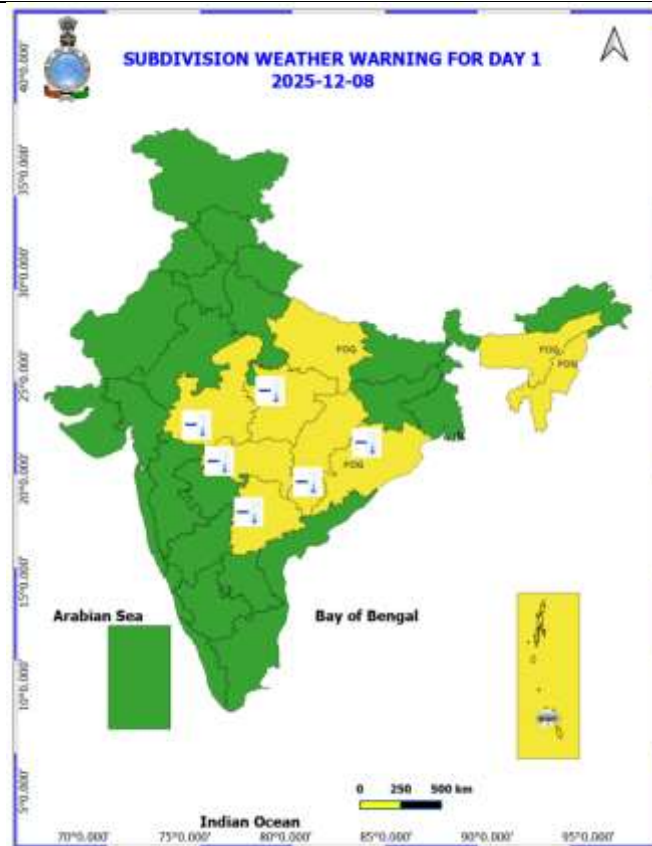 SUBDIVISION WEATHER WARNING FOR DAY 1
2025-12-08
40°0.000'
35°0.000'
30°0.000'
25°0.000'
20°0.000'
15°0.000'
10°0.000'
5°0.000'
FOG
FOG
FOG
FOG
Arabian Sea
Bay of Bengal
0 250 500 km
Indian Ocean
70°0.000' 75°0.000' 80°0.000' 85°0.000' 90°0.000' 95°0.000'